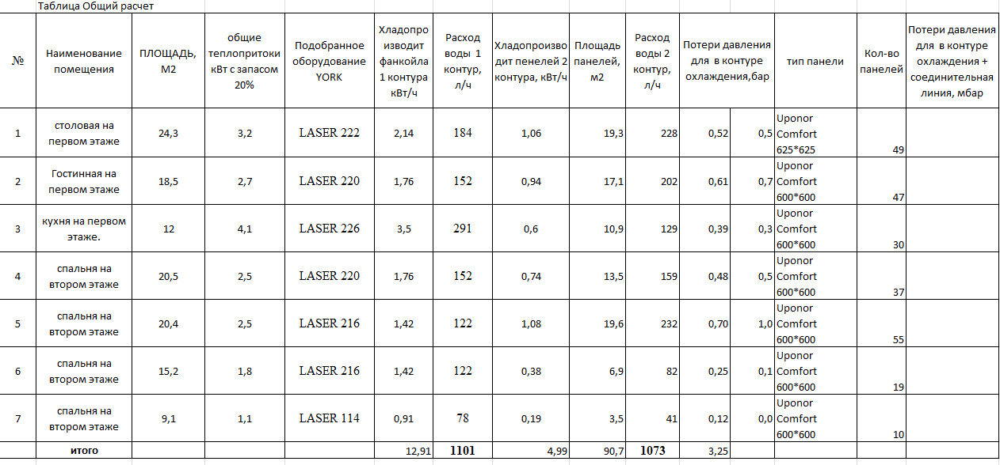 Таблица Общий расчет
№
Наименование
помещения
ПЛОЩАДЬ,
М2
общие
теплопритоки
кВт с запасом
20%
Подобранное
оборудование
YORK
Хладопро
изводит
фанкойла
1 контура
кВт/ч
Расход
воды 1
контур,
л/ч
Хладопроизво
дит пенелей 2
контура, кВт/ч
Площадь
панелей,
м2
Расход
воды 2
контур,
л/ч
Потери давления
для в контуре
охлаждения,бар
тип панели
Кол-во
панелей
Потери давления
для в контуре
охлаждения +
соединительная
линия, мбар
1
столовая на
первом этаже
24,3
3,2
LASER 222
2,14
184
1,06
19,3
228
0,52
0,5
Uponor
Comfort
625*625
49
2
Гостинная на
первом этаже
18,5
2,7
LASER 220
1,76
152
0,94
17,1
202
0,61
0,7
Uponor
Comfort
600*600
47
3
кухня на первом
этаже.
12
4,1
LASER 226
3,5
291
0,6
10,9
129
0,39
0,3
Uponor
Comfort
600*600
30
4
спальня на
втором этаже
20,5
2,5
LASER 220
1,76
152
0,74
13,5
159
0,48
0,5
Uponor
Comfort
600*600
37
5
спальня на
втором этаже
20,4
2,5
LASER 216
1,42
122
1,08
19,6
232
0,70
1,0
Uponor
Comfort
600*600
55
6
спальня на
втором этаже
15,2
1,8
LASER 216
1,42
122
0,38
6,9
82
0,25
0,1
Uponor
Comfort
600*600
19
7
спальня на
втором этаже
9,1
1,1
LASER 114
0,91
78
0,19
3,5
41
0,12
0,0
Uponor
Comfort
600*600
10
итого
12,91
1101
4,99
90,7
1073
3,25